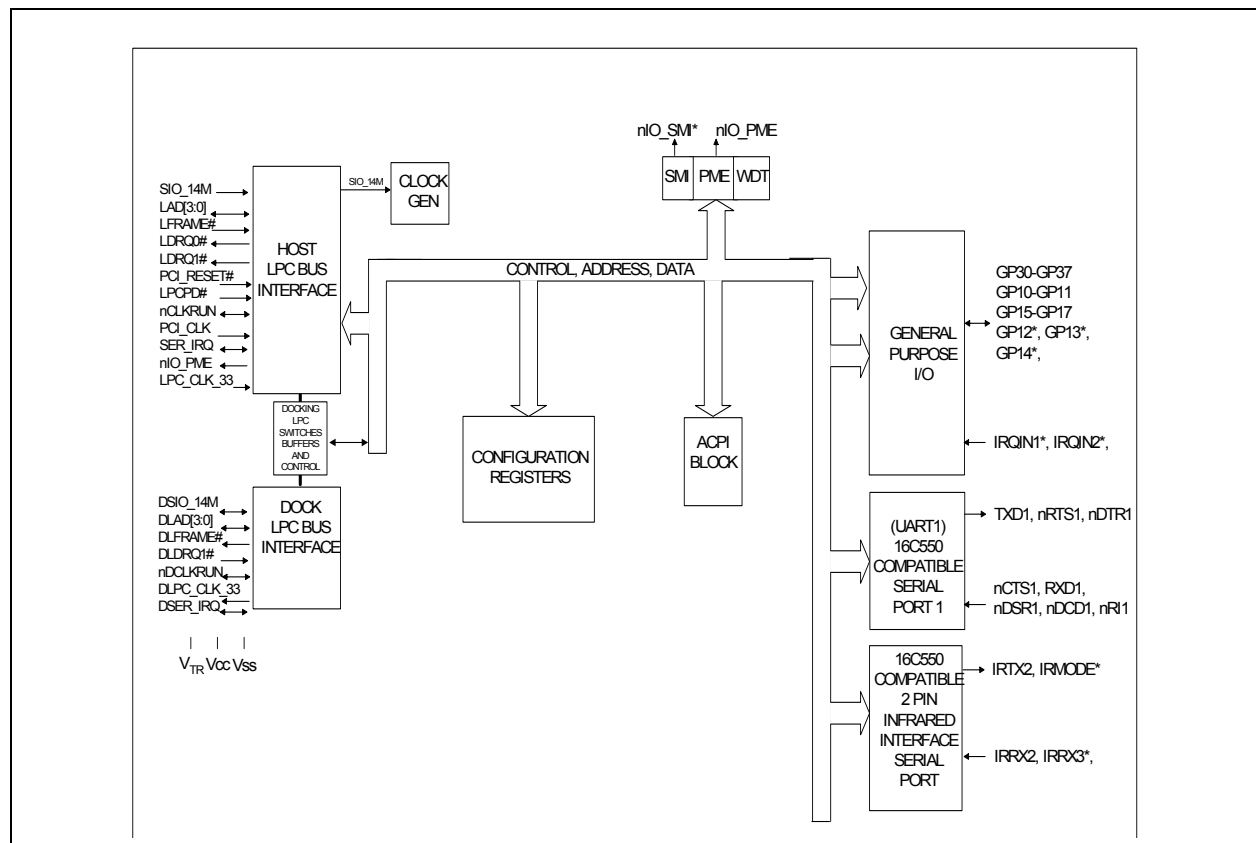 nIO_SMI* nIO_PME
SMI PME WDT
SIO_14M
LAD[3:0]
LFRAME#
LDRQ0#
LDRQ1#
PCI_RESET#
LPCPD#
nCLKRUN
PCI_CLK
SER_IRQ
nIO_PME
LPC_CLK_33
HOST
LPC BUS
INTERFACE
SIO_14M
CLOCK
GEN
CONTROL, ADDRESS, DATA
DOCKING
LPC
SWITCHES
BUFFERS
AND
CONTROL
DSIO_14M
DLAD[3:0]
DLFRAME#
DLDRQ1#
nDCLKRUN
DLPC_CLK_33
DSER_IRQ
DOCK
LPC BUS
INTERFACE
VTR Vcc Vss
CONFIGURATION
REGISTERS
ACPI
BLOCK
GENERAL
PURPOSE
I/O
GP30-GP37
GP10-GP11
GP15-GP17
GP12*, GP13*,
GP14*,
IRQIN1*, IRQIN2*,
(UART1)
16C550
COMPATIBLE
SERIAL
PORT 1
TXD1, nRTS1, nDTR1
nCTS1, RXD1,
nDSR1, nDCD1, nRI1
16C550
COMPATIBLE
2 PIN
INFRARED
INTERFACE
SERIAL
PORT
IRTX2, IRMODE*
IRRX2, IRRX3*,